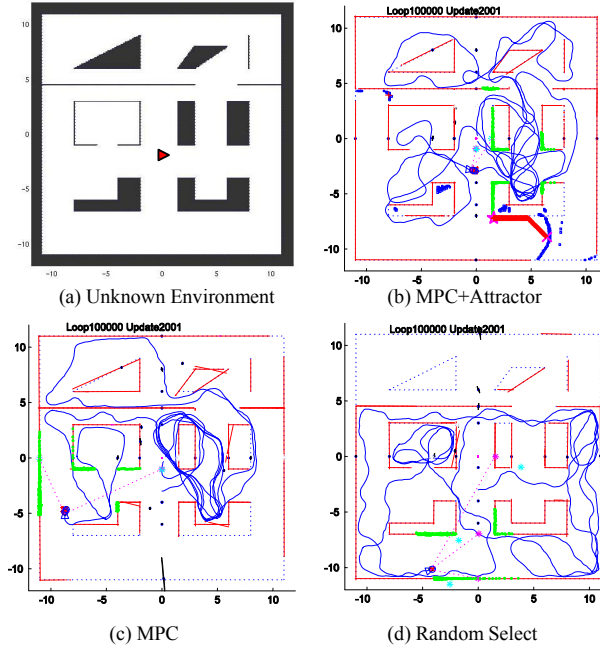 10
5
0
-5
-10
-10 -5 0 5 10
(a) Unknown Environment
Loop100000 Update2001
10
5
0
-5
-10
-10 -5 0 5 10
(b) MPC+Attractor
Loop100000 Update2001
10
5
0
-5
-10
-10 -5 0 5 10
(c) MPC
Loop100000 Update2001
10
5
0
-5
-10
-10 -5 0 5 10
(d) Random Select